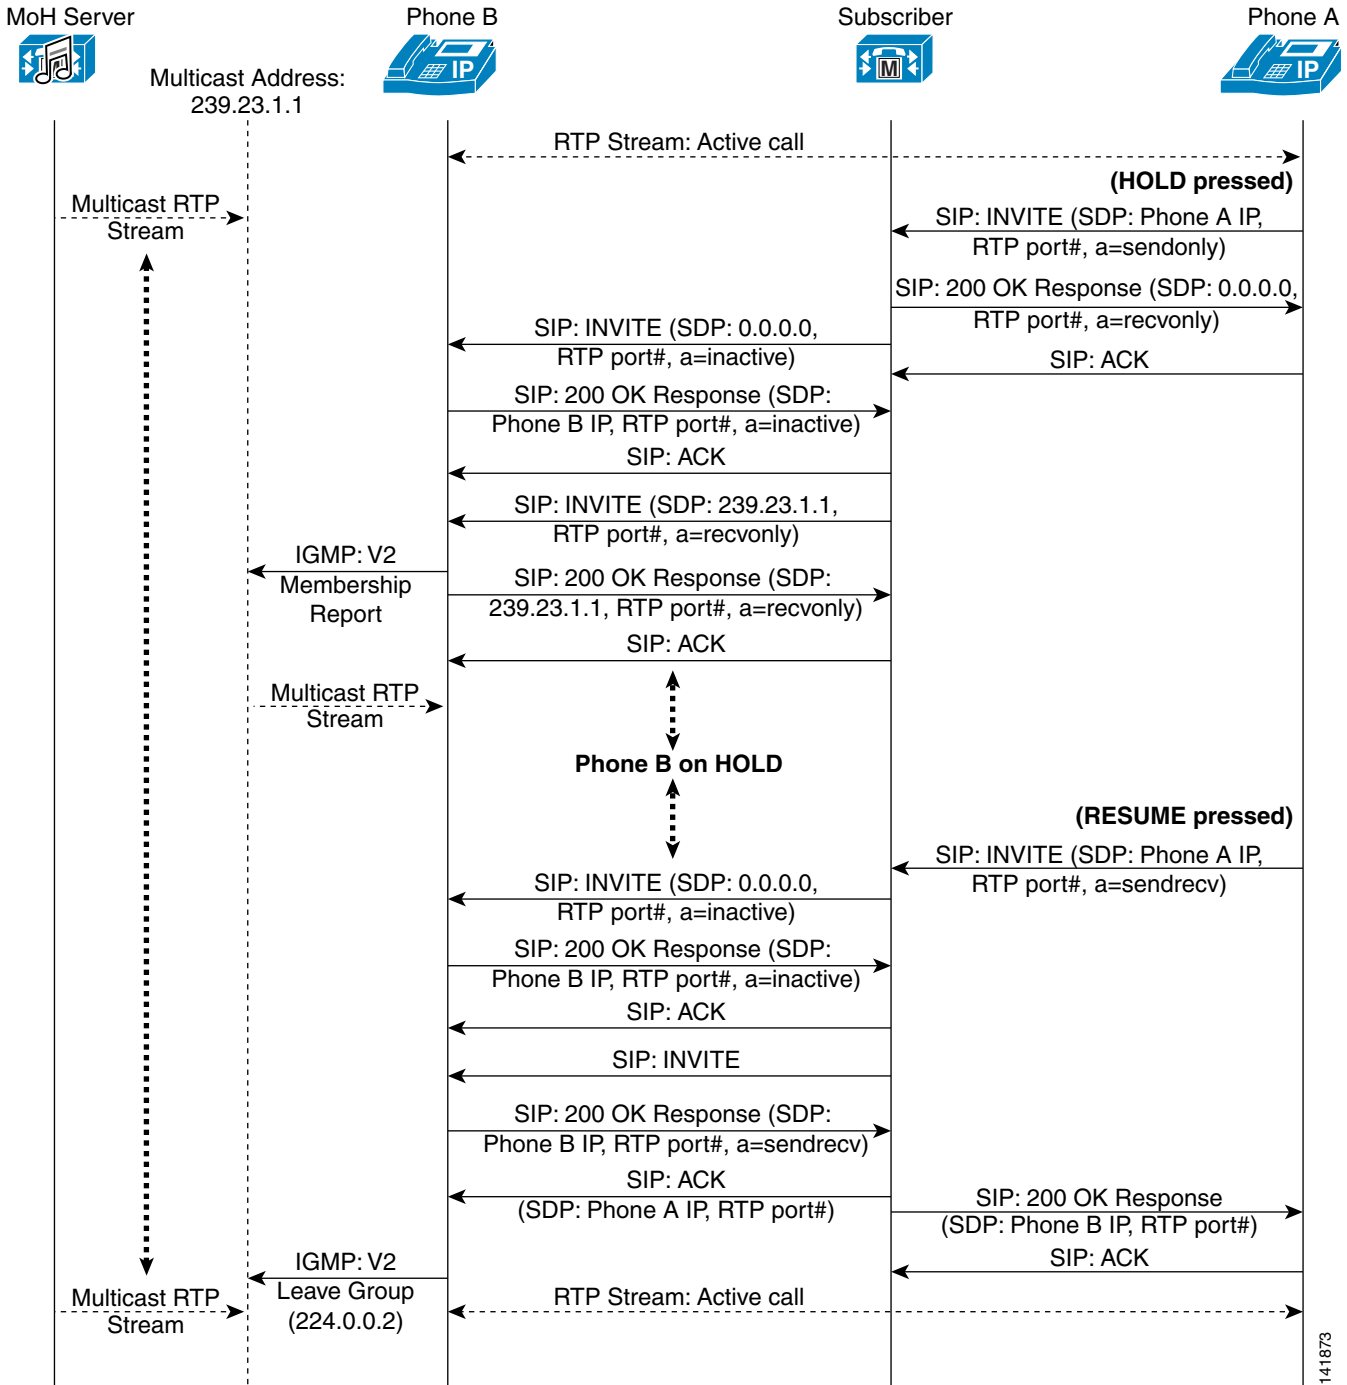 MoH Server
Phone B
Subscriber
Phone A
IP
M
IP
Multicast Address:
239.23.1.1
RTP Stream: Active call
(HOLD pressed)
Multicast RTP
Stream
SIP: INVITE (SDP: Phone A IP,
RTP port#, a=sendonly)
SIP: 200 OK Response (SDP: 0.0.0.0,
RTP port#, a=recvonly)
SIP: INVITE (SDP: 0.0.0.0,
RTP port#, a=inactive)
SIP: ACK
SIP: 200 OK Response (SDP:
Phone B IP, RTP port#, a=inactive)
SIP: ACK
SIP: INVITE (SDP: 239.23.1.1,
RTP port#, a=recvonly)
IGMP: V2
Membership
Report
SIP: 200 OK Response (SDP:
239.23.1.1, RTP port#, a=recvonly)
SIP: ACK
Multicast RTP
Stream
Phone B on HOLD
(RESUME pressed)
SIP: INVITE (SDP: Phone A IP,
RTP port#, a=sendrecv)
SIP: INVITE (SDP: 0.0.0.0,
RTP port#, a=inactive)
SIP: 200 OK Response (SDP:
Phone B IP, RTP port#, a=inactive)
SIP: ACK
SIP: INVITE
SIP: 200 OK Response (SDP:
Phone B IP, RTP port#, a=sendrecv)
SIP: ACK
(SDP: Phone A IP, RTP port#)
SIP: 200 OK Response
(SDP: Phone B IP, RTP port#)
SIP: ACK
IGMP: V2
Leave Group
(224.0.0.2)
Multicast RTP
Stream
RTP Stream: Active call
141873